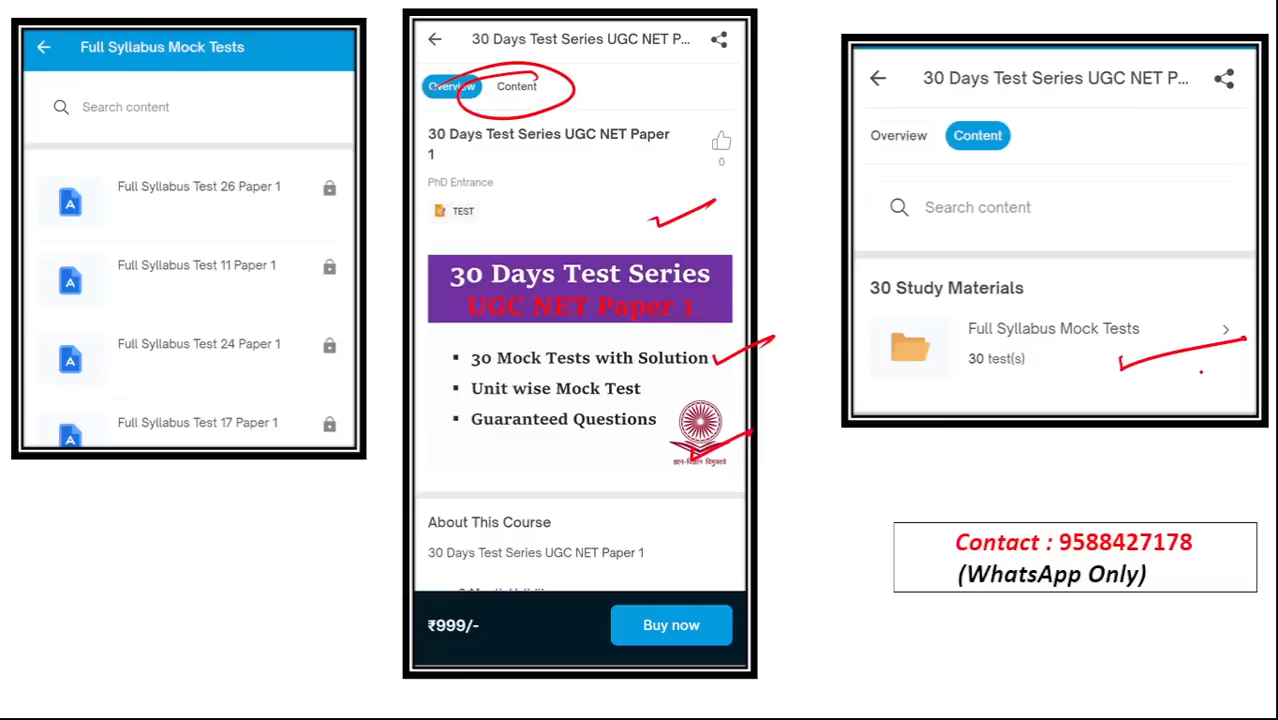 Full Syllabus Mock Tests
Search content
Full Syllabus Test 26 Paper 1
Full Syllabus Test 11 Paper 1
Full Syllabus Test 24 Paper 1
Full Syllabus Test 17 Paper 1
30 Days Test Series UGC NET P...
Overview Content
30 Days Test Series UGC NET Paper
1
0
PhD Entrance
TEST
30 Days Test Series
UGC NET Paper 1
▪ 30 Mock Tests with Solution
▪ Unit wise Mock Test
▪ Guaranteed Questions
ज्ञान-विज्ञान विमुक्तये
About This Course
30 Days Test Series UGC NET Paper 1
₹999/-
Buy now
30 Days Test Series UGC NET P...
Overview Content
Search content
30 Study Materials
Full Syllabus Mock Tests
30 test(s)
Contact : 9588427178
(WhatsApp Only)